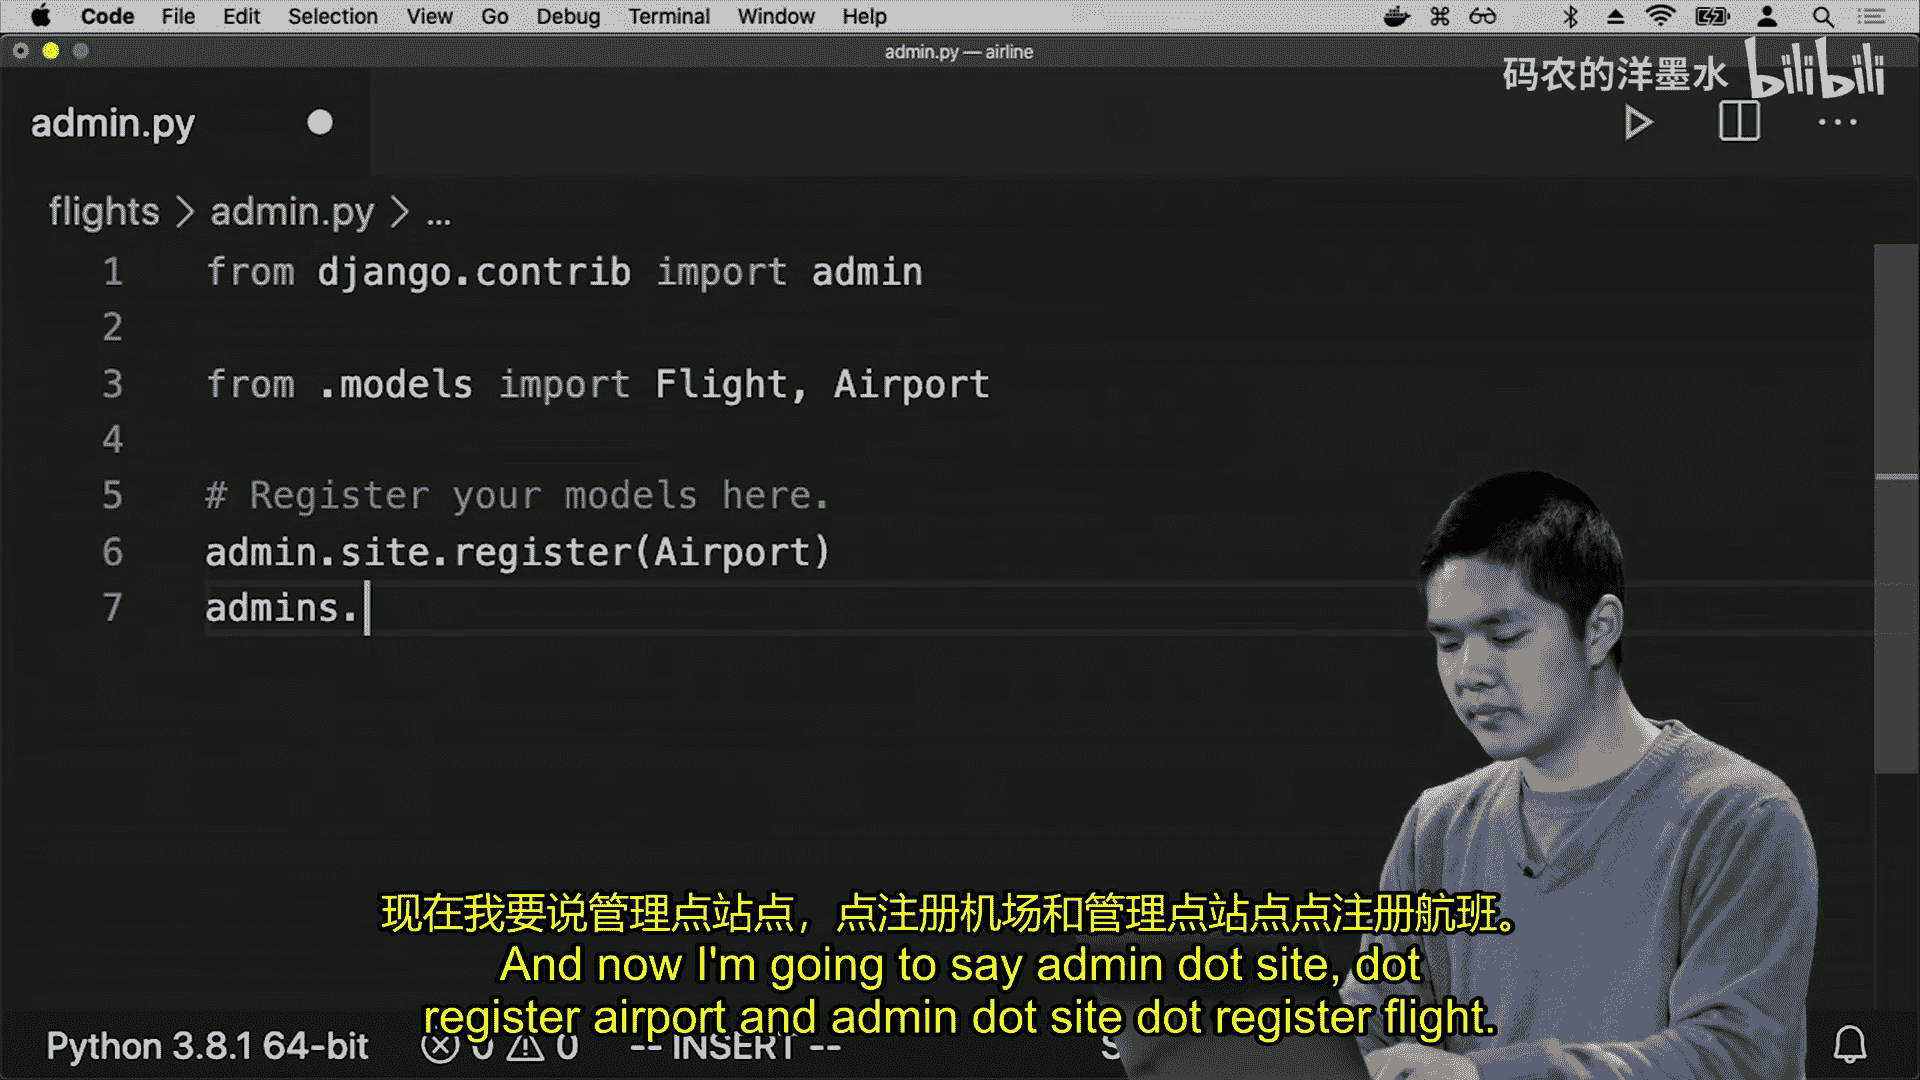 Code File Edit Selection View Go Debug Terminal Window Help
admin.py — airline
码农的洋墨水 bilibili
admin.py
flights > admin.py > ...
1 from django.contrib import admin
2
3 from .models import Flight, Airport
4
5 # Register your models here.
6 admin.site.register(Airport)
7 admins.
现在我要说管理点站点，点注册机场和管理点站点点注册航班。
And now I'm going to say admin dot site, dot
register airport and admin dot site dot register flight.
Python 3.8.1 64-bit 0 0 -- INSERT --